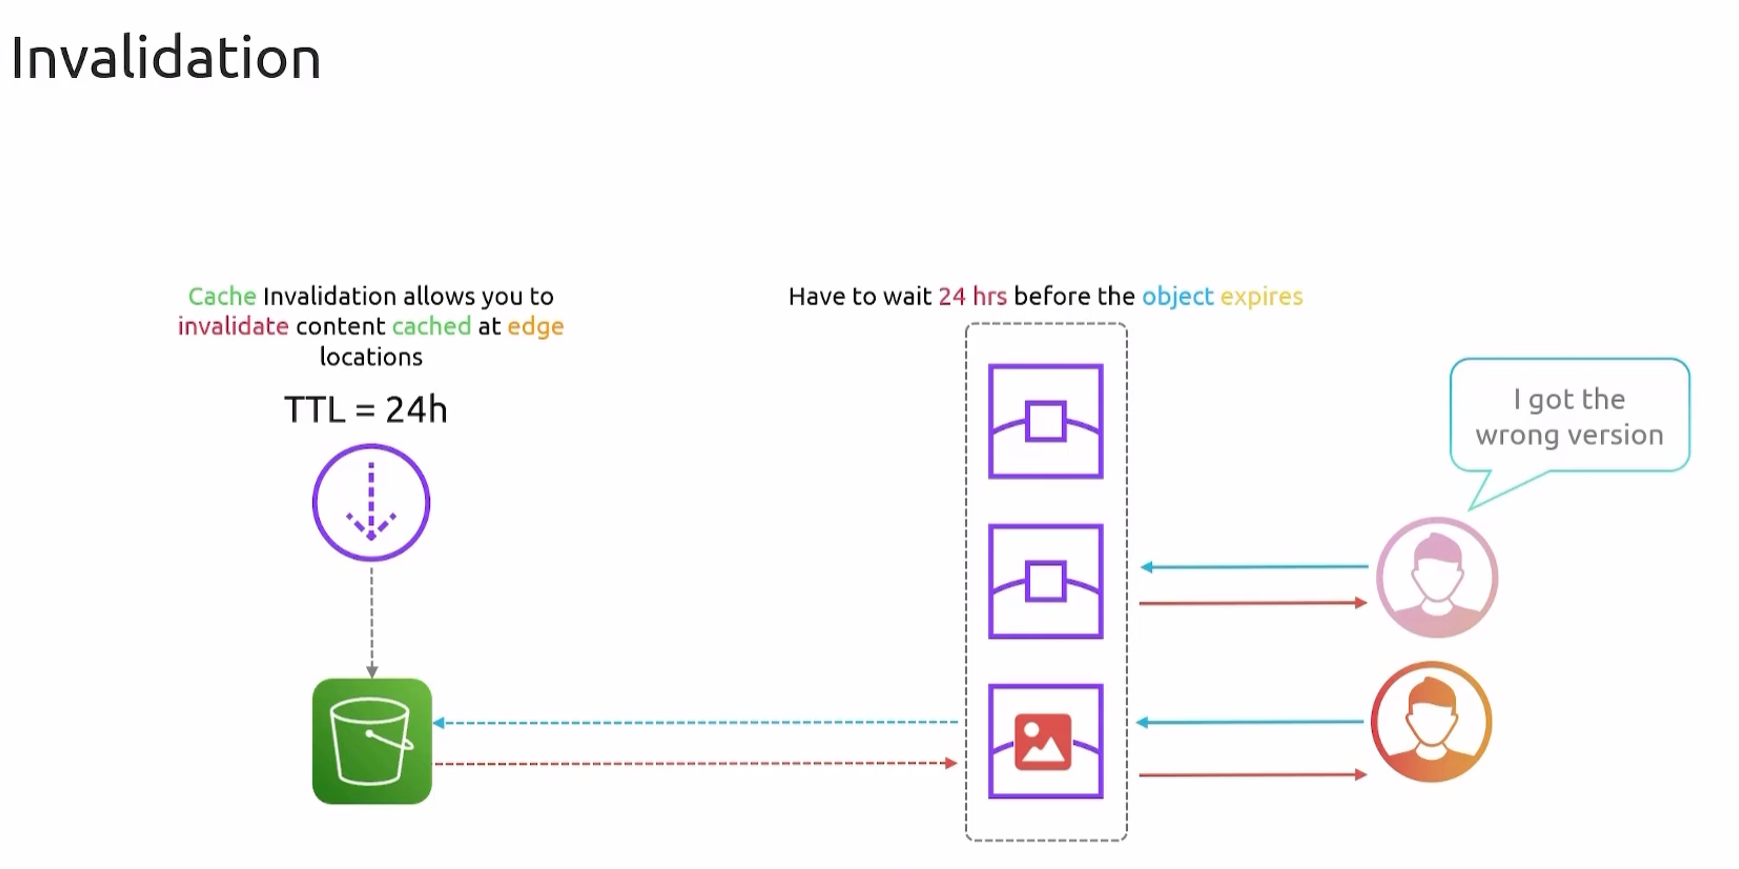 Invalidation
Cache Invalidation allows you to
invalidate content cached at edge
locations
TTL = 24h
Have to wait 24 hrs before the object expires
I got the
wrong version